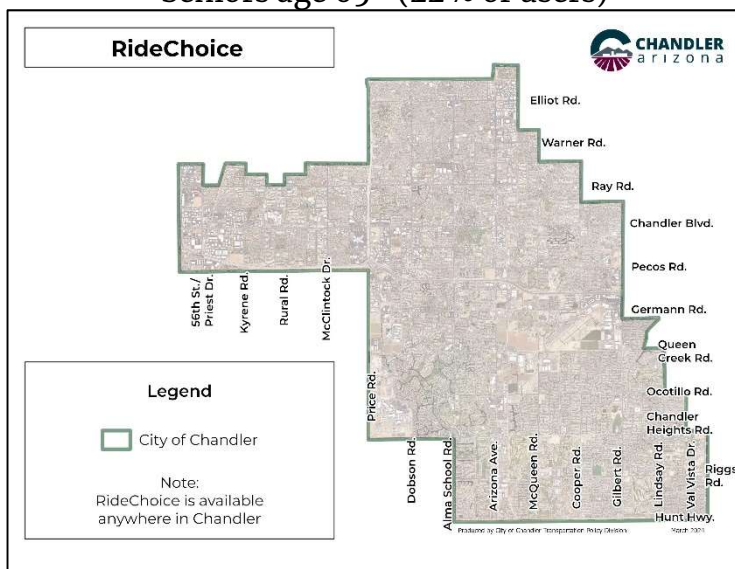 Seniors age 65+ (22% of users)
RideChoice
CHANDLER
arizona
Elliot Rd.
Warner Rd.
Ray Rd.
Chandler Blvd.
Pecos Rd.
Germann Rd.
Queen
Creek Rd.
Ocotillo Rd.
Chandler
Heights Rd.
Riggs
Rd.
Hunt Hwy.
56th St./
Priest Dr.
Kyrene Rd.
Rural Rd.
McClintock Dr.
Price Rd.
Dobson Rd.
Alma School Rd.
Arizona Ave.
McQueen Rd.
Cooper Rd.
Gilbert Rd.
Lindsay Rd.
Val Vista Dr.
Legend
City of Chandler
Note:
RideChoice is available
anywhere in Chandler
Produced by City of Chandler Transportation Policy Division